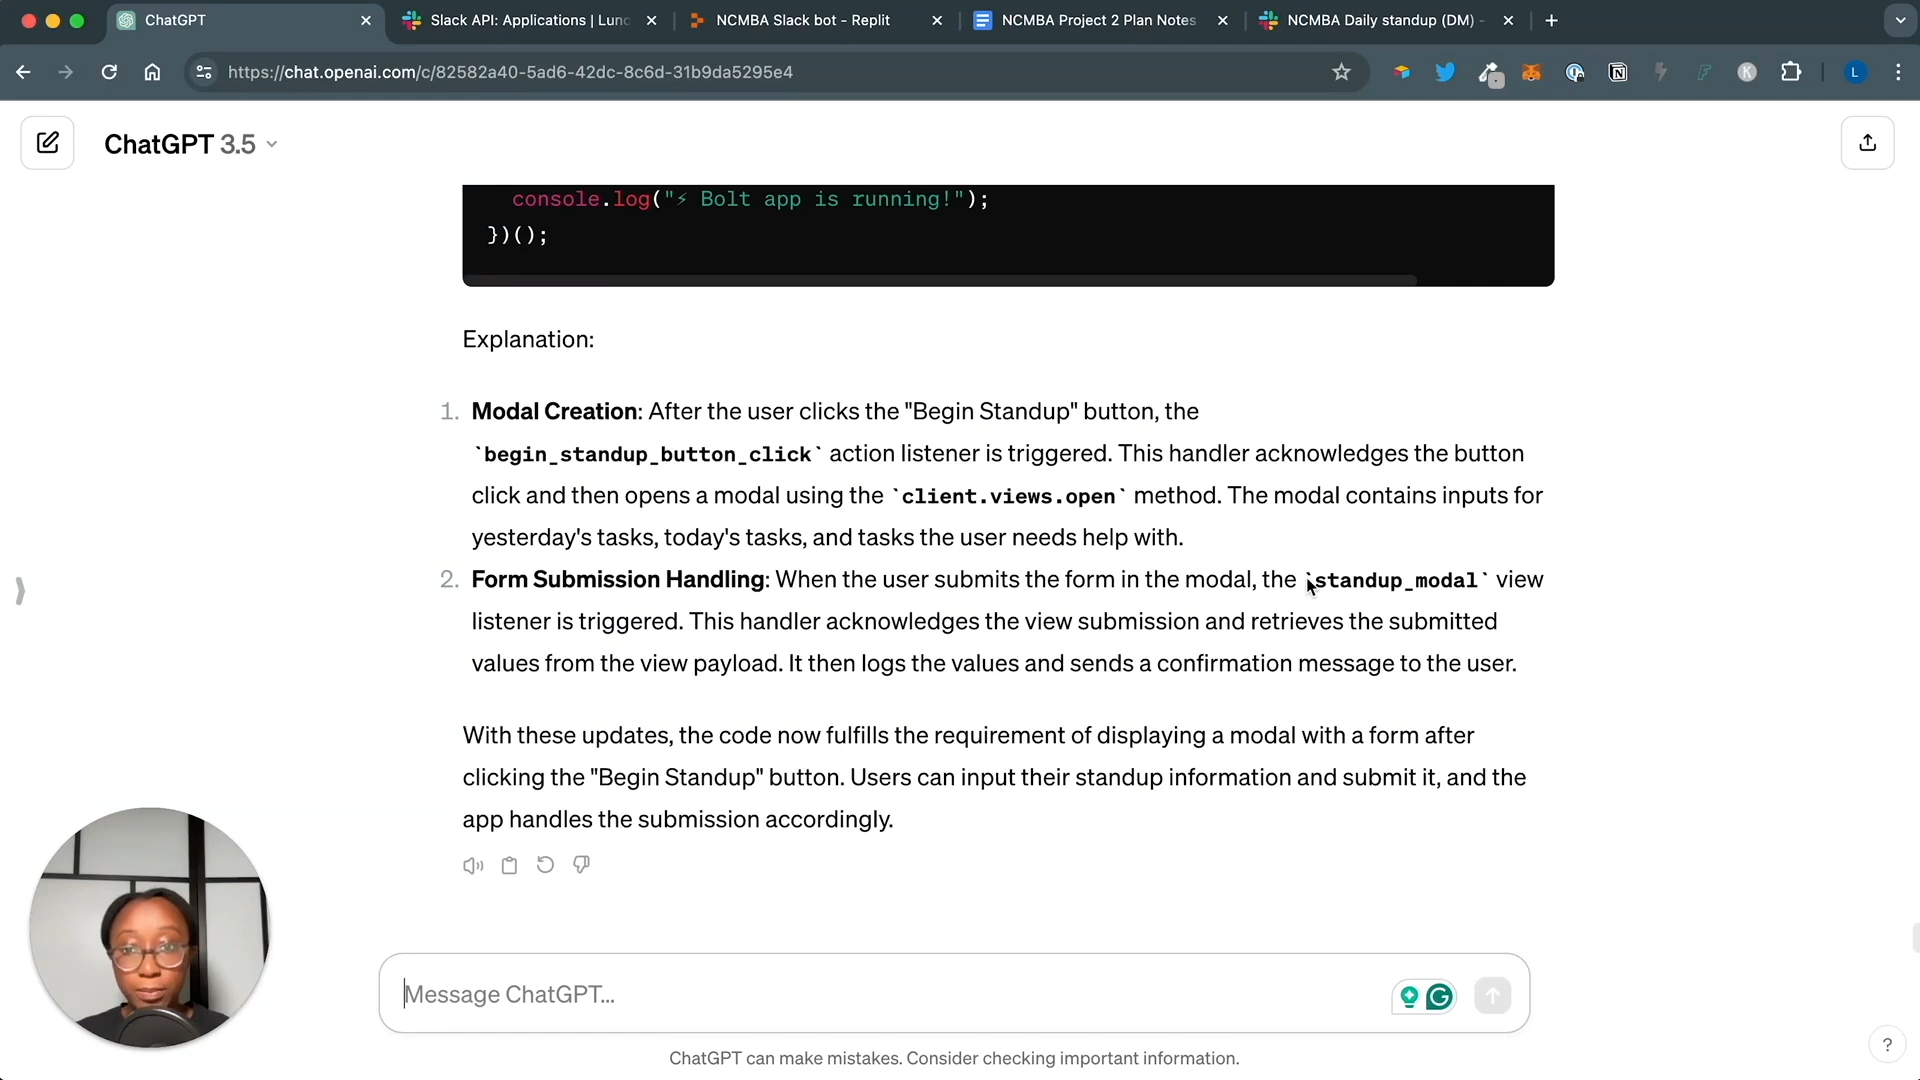 ChatGPT
Slack API: Applications | Lunc
NCMBA Slack bot - Replit
NCMBA Project 2 Plan Notes
NCMBA Daily standup (DM) -
https://chat.openai.com/c/82582a40-5ad6-42dc-8c6d-31b9da5295e4
L
ChatGPT 3.5
console.log("⚡ Bolt app is running!");
})();
Explanation:
1. Modal Creation: After the user clicks the "Begin Standup" button, the
`begin_standup_button_click` action listener is triggered. This handler acknowledges the button
click and then opens a modal using the `client.views.open` method. The modal contains inputs for
yesterday's tasks, today's tasks, and tasks the user needs help with.
2. Form Submission Handling: When the user submits the form in the modal, the `standup_modal` view
listener is triggered. This handler acknowledges the view submission and retrieves the submitted
values from the view payload. It then logs the values and sends a confirmation message to the user.
With these updates, the code now fulfills the requirement of displaying a modal with a form after
clicking the "Begin Standup" button. Users can input their standup information and submit it, and the
app handles the submission accordingly.
Message ChatGPT...
ChatGPT can make mistakes. Consider checking important information.
?